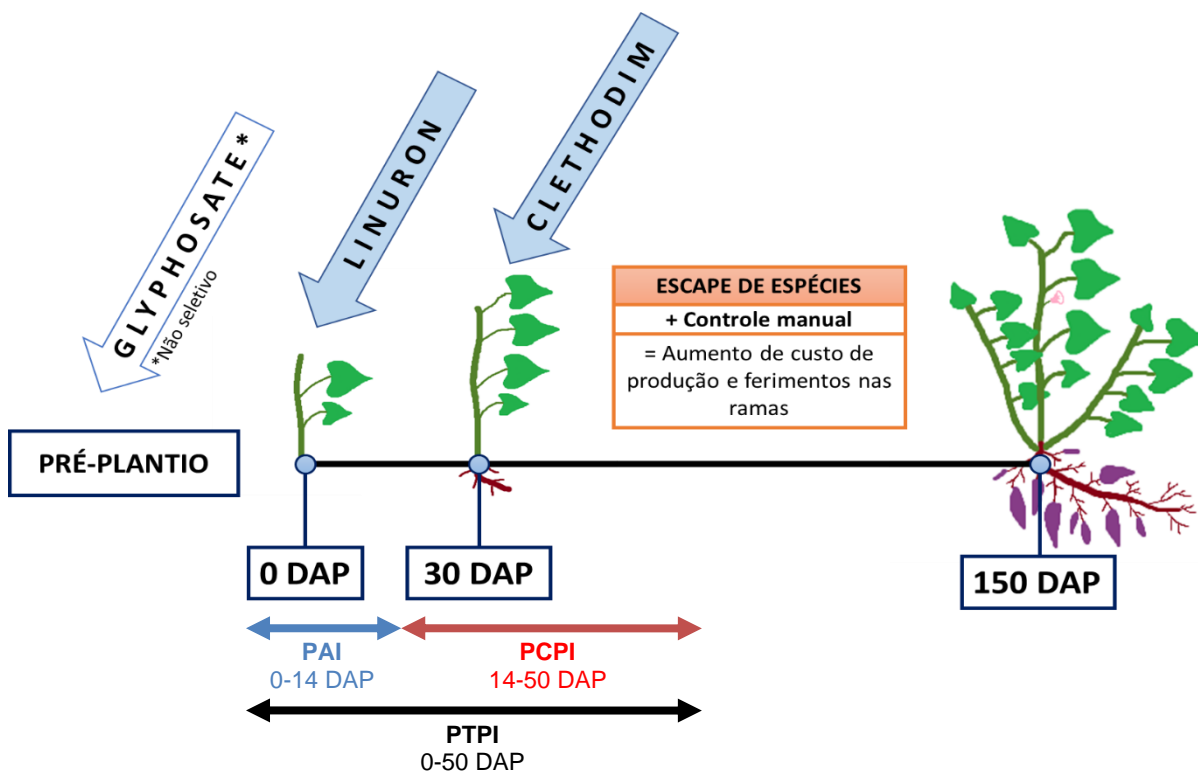 GLYPHOSATE*
*Não seletivo
LINURON
CLETHODIM
ESCAPE DE ESPÉCIES
+ Controle manual
= Aumento de custo de
produção e ferimentos nas
ramas
PRÉ-PLANTIO
0 DAP
30 DAP
150 DAP
PAI
0-14 DAP
PCPI
14-50 DAP
PTPI
0-50 DAP